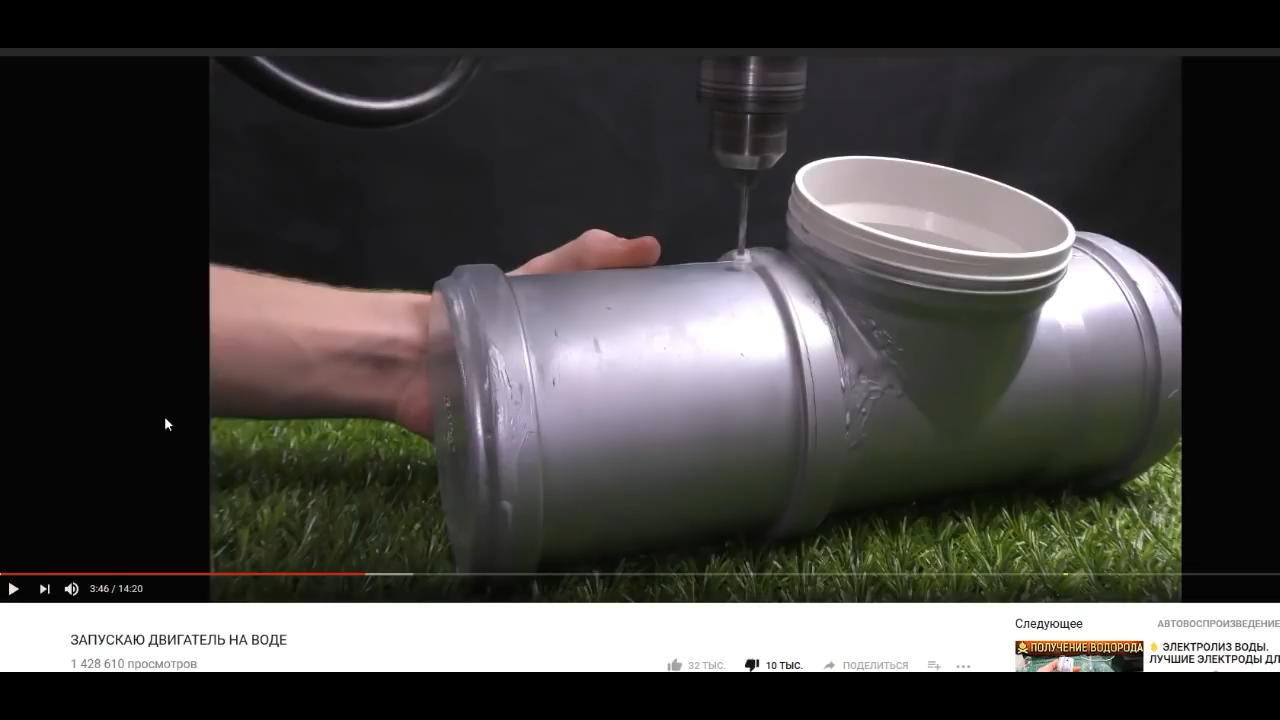 3:46 / 14:20
ЗАПУСКАЮ ДВИГАТЕЛЬ НА ВОДЕ
1 428 610 просмотров
32 ТЫС.
10 ТЫС.
ПОДЕЛИТЬСЯ
Следующее
АВТОВОСПРОИЗВЕДЕНИЕ
ПОЛУЧЕНИЕ ВОДОРОДА
ЭЛЕКТРОЛИЗ ВОДЫ.
ЛУЧШИЕ ЭЛЕКТРОДЫ ДЛ